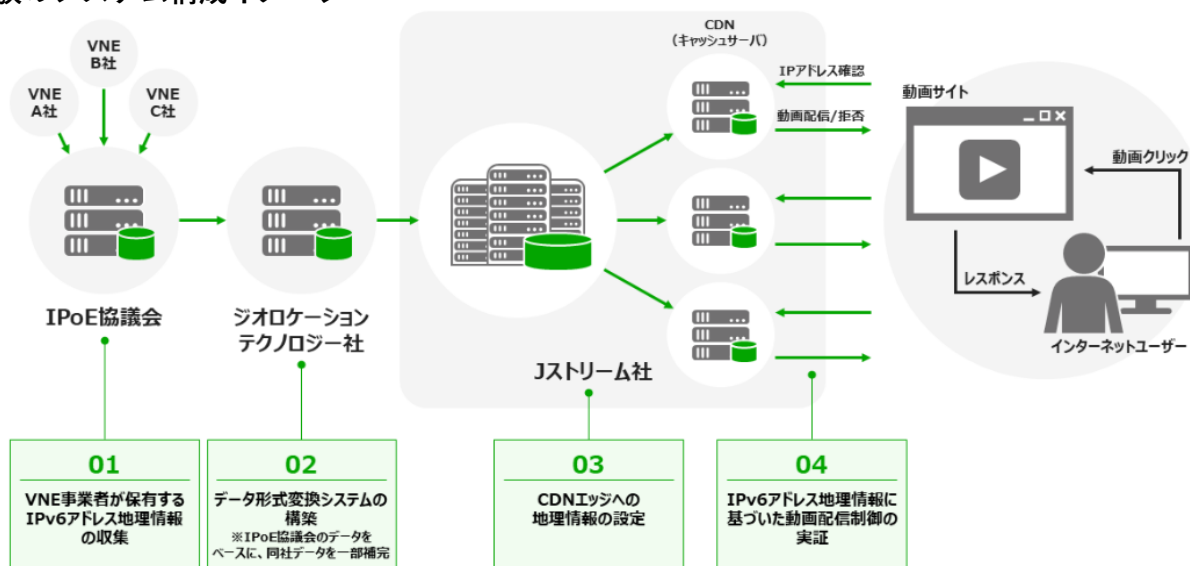 CDN
（キャッシュサーバ）
VNE
B社
VNE
A社
VNE
C社
IPアドレス確認
動画配信/拒否
動画サイト
動画クリック
レスポンス
インターネットユーザー
IPoE協議会
ジオロケーション
テクノロジー社
Jストリーム社
01
VNE事業者が保有する
IPv6アドレス地理情報
の収集
02
データ形式変換システムの
構築
※IPoE協議会のデータを
ベースに、同社データを一部補完
03
CDNエッジへの
地理情報の設定
04
IPv6アドレス地理情報に
基づいた動画配信制御の
実証